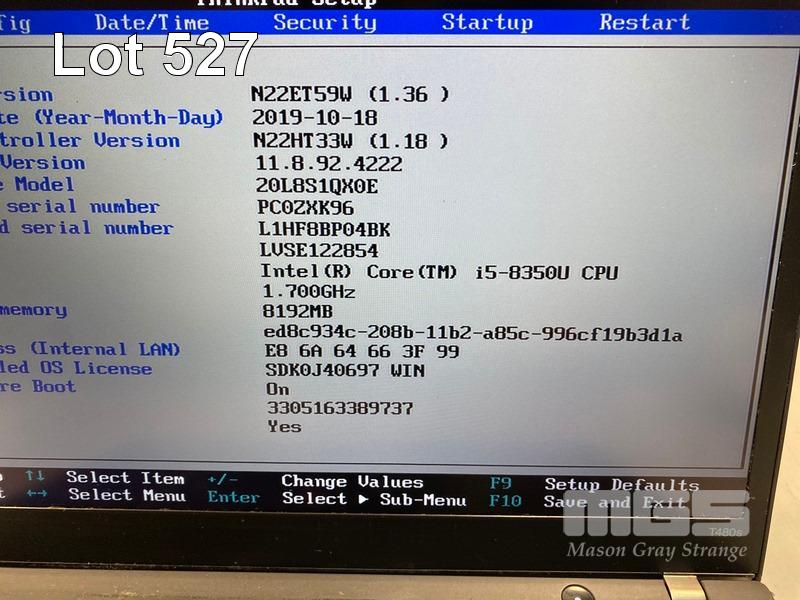 ThinkPad Setup
fig Date/Time Security Startup Restart
Lot 527
rsion N22ET59W (1.36 )
te (Year-Month-Day) 2019-10-18
troller Version N22HT33W (1.18 )
Version 11.8.92.4222
e Model 20L8S1QX0E
serial number PC0ZXK96
d serial number L1HF8BP04BK
LVSE122854
Intel(R) Core(TM) i5-8350U CPU
1.700GHz
memory 8192MB
ed8c934c-208b-11b2-a85c-996cf19b3d1a
ss (Internal LAN) E8 6A 64 66 3F 99
led OS License SDK0J40697 WIN
re Boot On
3305163389737
Yes
↑↓ Select Item +/- Change Values F9 Setup Defaults
t ←→ Select Menu Enter Select ▶ Sub-Menu F10 Save and Exit
MGS
T480s
Mason Gray Strange